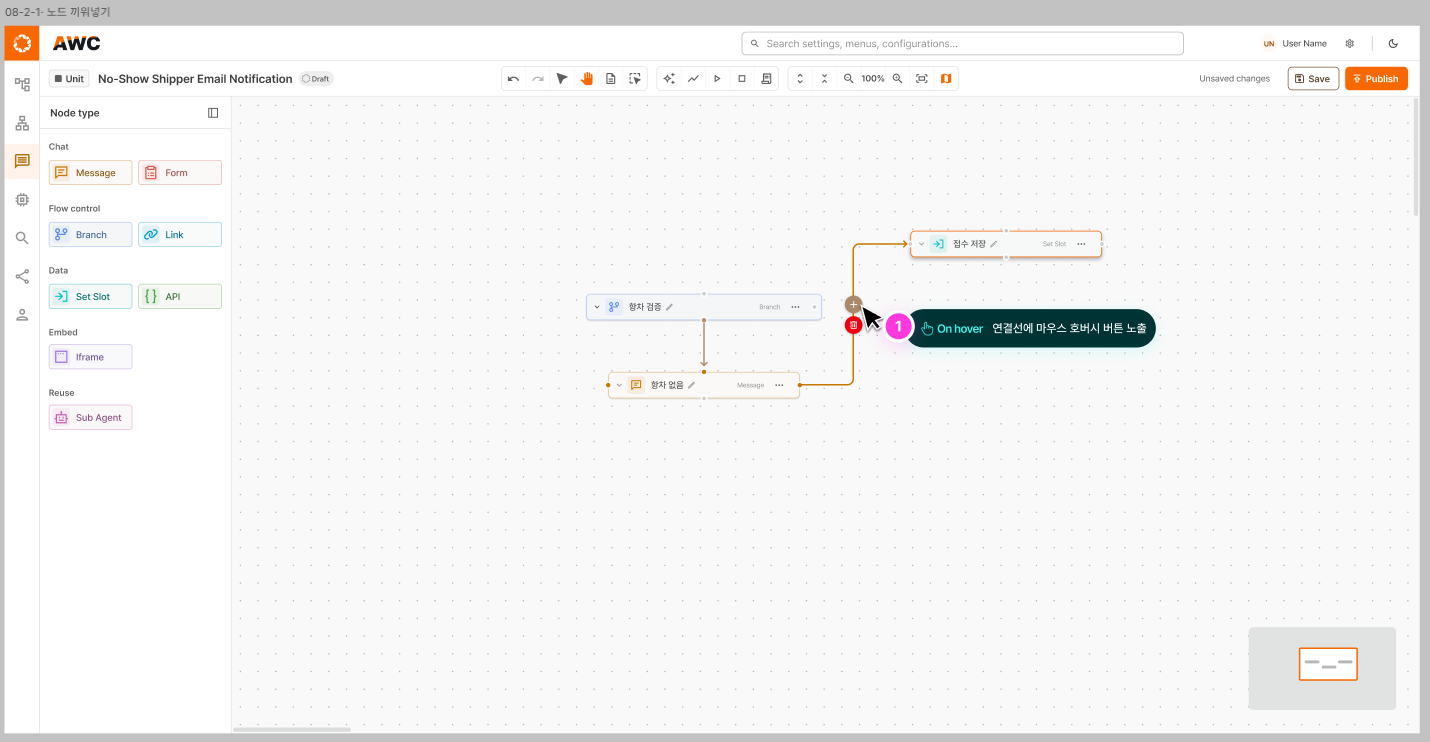 08-2-1- 노드 끼워넣기
AWC
Search settings, menus, configurations...
UN User Name
Unit No-Show Shipper Email Notification Draft
100%
Unsaved changes Save Publish
Node type
Chat
Message Form
Flow control
Branch Link
Data
Set Slot API
Embed
Iframe
Reuse
Sub Agent
접수 저장 Set Slot
항차 검증 Branch
1 On hover 연결선에 마우스 호버시 버튼 노출
항차 없음 Message